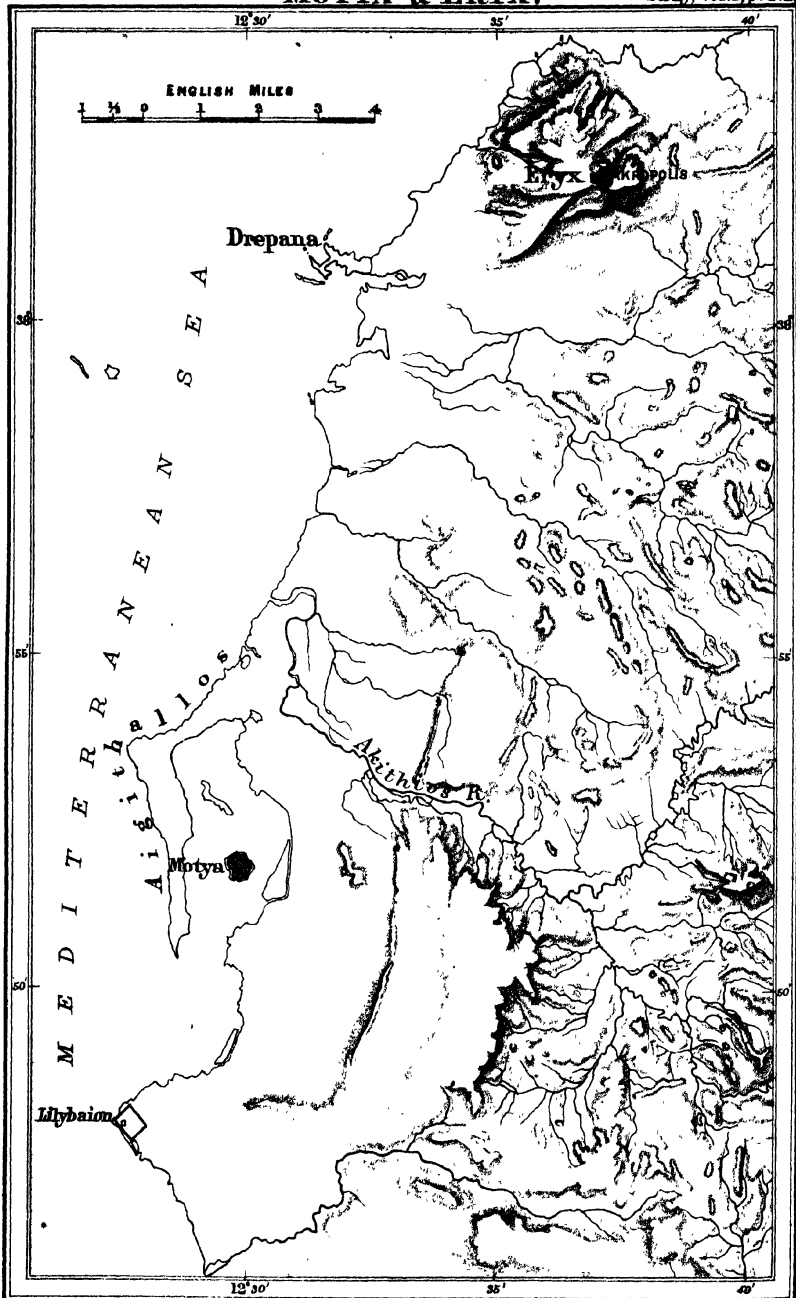 12°30'
35'
40'
ENGLISH MILES
1 ½ 0 1 2 3 4
Eryx
AKROPOLIS
Drepana
38°
38°
MEDITERRANEAN SEA
55'
55'
Aigithallos
Akithios R.
Motya
50'
50'
Lilybaion
12°30'
35'
40'